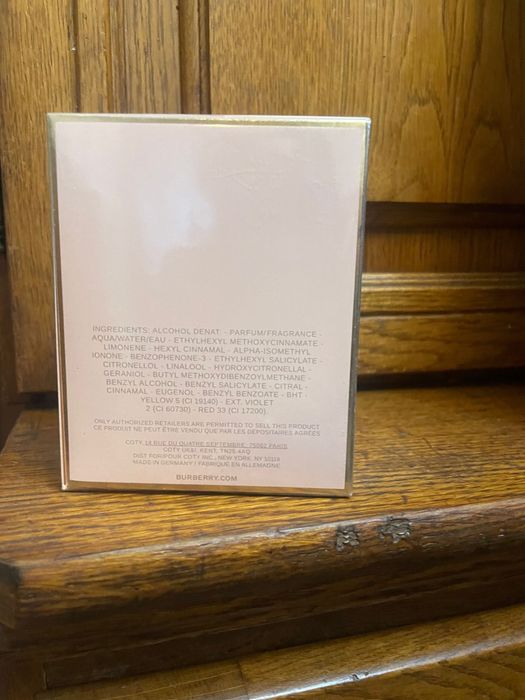 INGREDIENTS: ALCOHOL DENAT. - PARFUM/FRAGRANCE -
AQUA/WATER/EAU - ETHYLHEXYL METHOXYCINNAMATE -
LIMONENE - HEXYL CINNAMAL - ALPHA-ISOMETHYL
IONONE - BENZOPHENONE-3 - ETHYLHEXYL SALICYLATE -
CITRONELLOL - LINALOOL - HYDROXYCITRONELLAL -
GERANIOL - BUTYL METHOXYDIBENZOYLMETHANE -
BENZYL ALCOHOL - BENZYL SALICYLATE - CITRAL -
CINNAMAL - EUGENOL - BENZYL BENZOATE - BHT -
YELLOW 5 (CI 19140) - EXT. VIOLET
2 (CI 60730) - RED 33 (CI 17200).
ONLY AUTHORIZED RETAILERS ARE PERMITTED TO SELL THIS PRODUCT
CE PRODUIT NE PEUT ÊTRE VENDU QUE PAR LES DÉPOSITAIRES AGRÉÉS
COTY, RUE DU QUATRE SEPTEMBRE, 75002 PARIS
COTY UK&I, KENT, TN25 4AQ
DIST FOR/POUR COTY INC., NEW YORK, NY 10118
MADE IN GERMANY / FABRIQUÉ EN ALLEMAGNE
BURBERRY.COM